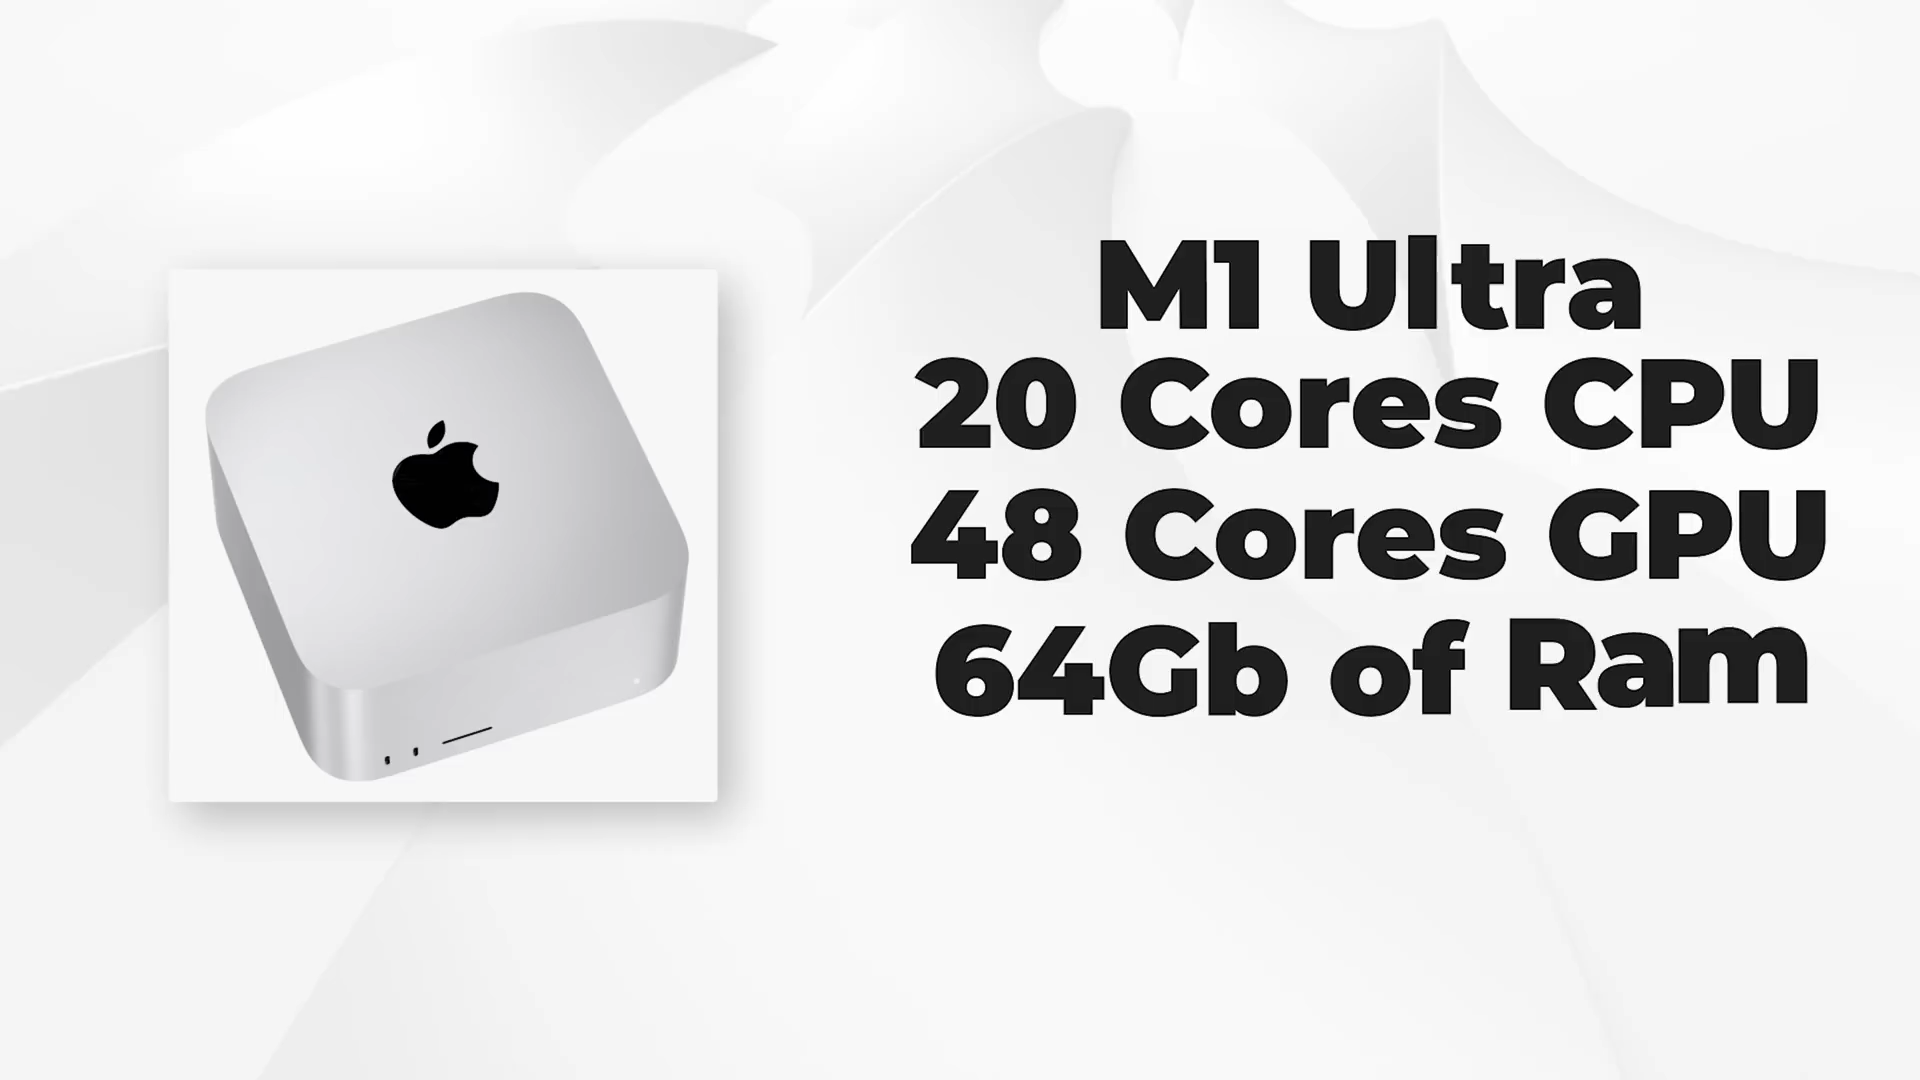 M1 Ultra
20 Cores CPU
48 Cores GPU
64Gb of Ram